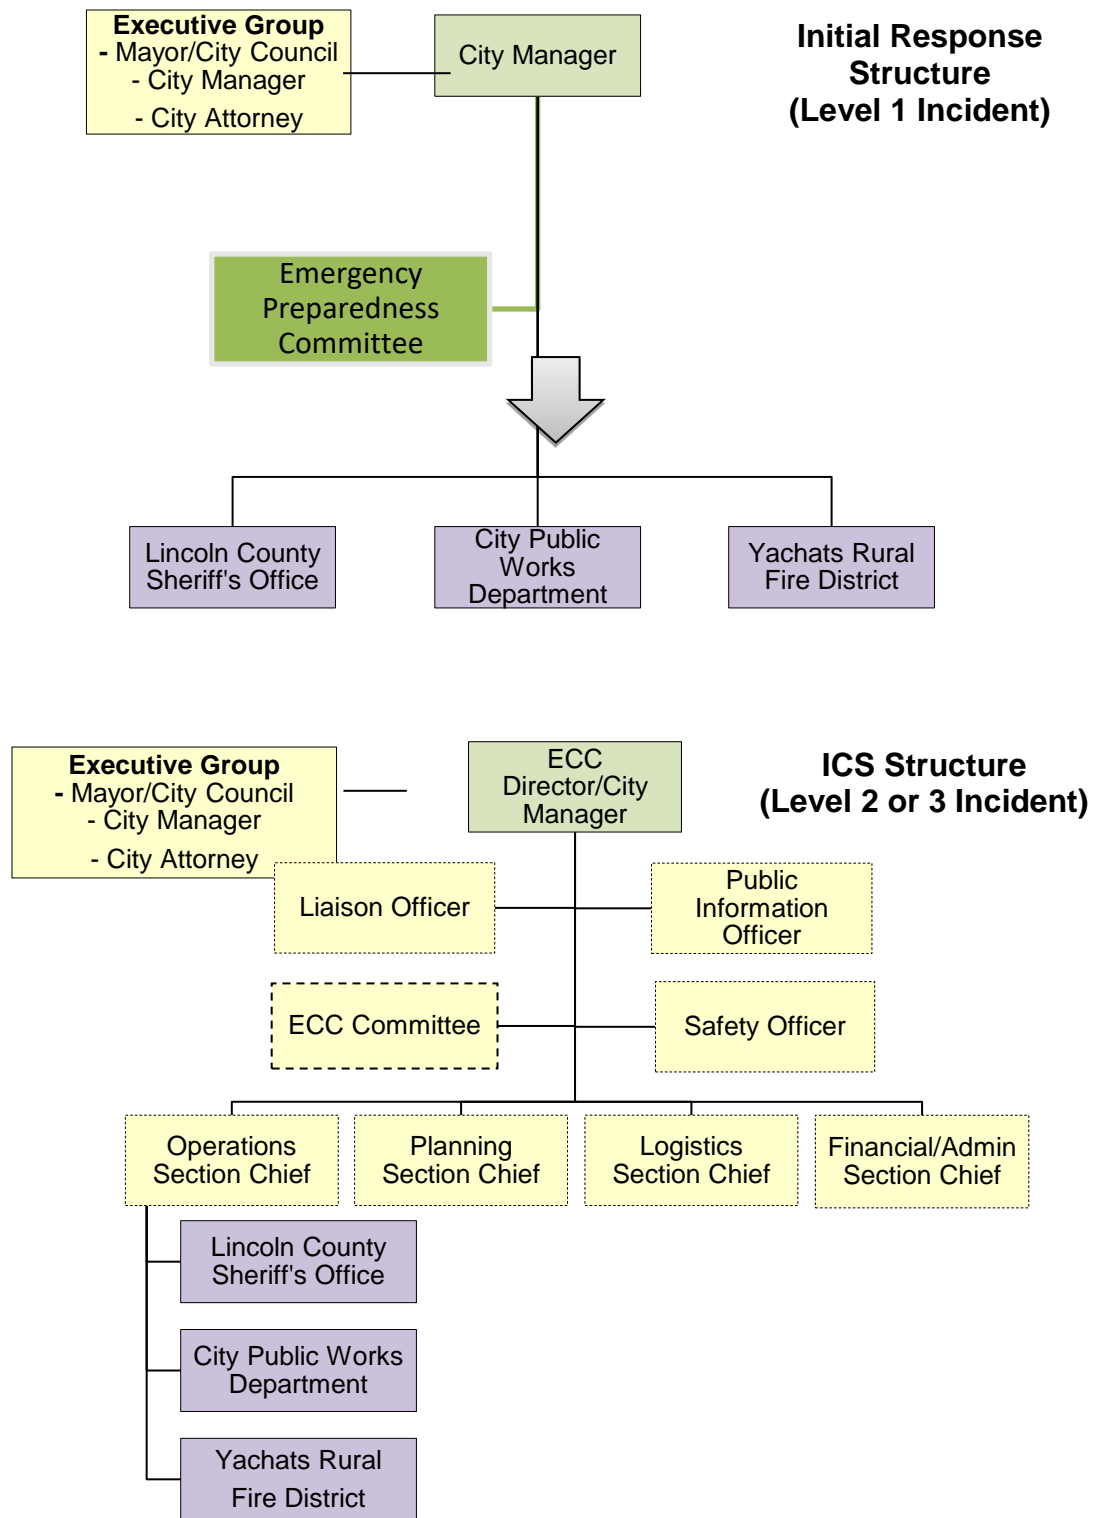 Executive Group
- Mayor/City Council
- City Manager
- City Attorney
City Manager
Initial Response
Structure
(Level 1 Incident)
Emergency
Preparedness
Committee
Lincoln County
Sheriff's Office
City Public
Works
Department
Yachats Rural
Fire District
Executive Group
- Mayor/City Council
- City Manager
- City Attorney
ECC
Director/City
Manager
ICS Structure
(Level 2 or 3 Incident)
Liaison Officer
Public
Information
Officer
ECC Committee
Safety Officer
Operations
Section Chief
Planning
Section Chief
Logistics
Section Chief
Financial/Admin
Section Chief
Lincoln County
Sheriff's Office
City Public Works
Department
Yachats Rural
Fire District